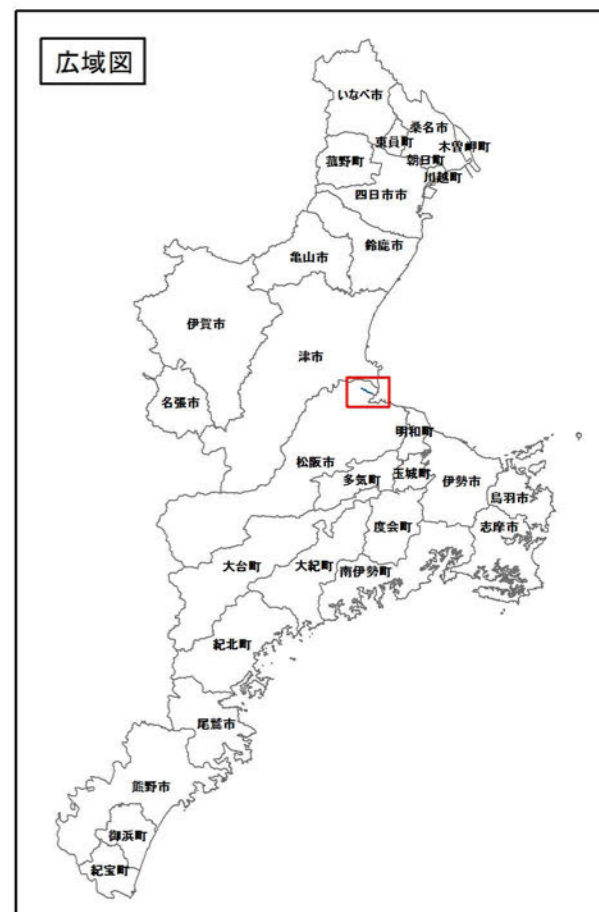 広域図
いなべ市
桑名市
東員町
木曽岬町
朝日町
菰野町
川越町
四日市市
鈴鹿市
亀山市
伊賀市
津市
名張市
明和町
松阪市
玉城町
多気町
伊勢市
鳥羽市
度会町
志摩市
大台町
大紀町
南伊勢町
紀北町
尾鷲市
熊野市
御浜町
紀宝町